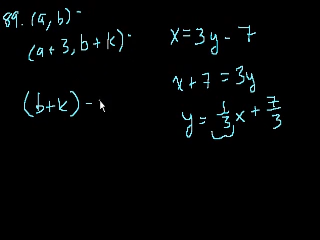 89. (a, b) -
(a+3, b+k) -
(b+k) -
x = 3y - 7
x + 7 = 3y
y = 1/3 x + 7/3